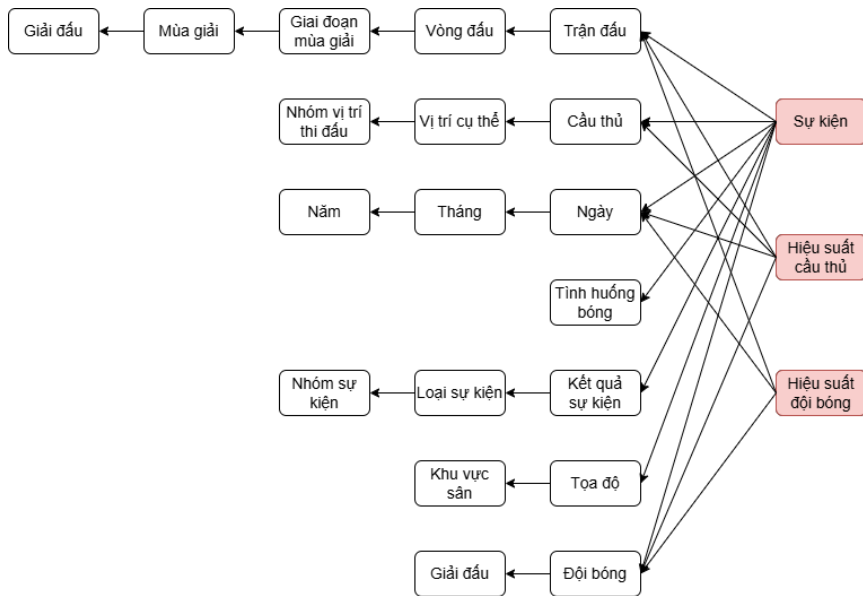 Giải đấu
Mùa giải
Giai đoạn
mùa giải
Vòng đấu
Trận đấu
Nhóm vị trí
thi đấu
Vị trí cụ thể
Cầu thủ
Sự kiện
Năm
Tháng
Ngày
Hiệu suất
cầu thủ
Tình huống
bóng
Nhóm sự
kiện
Loại sự kiện
Kết quả
sự kiện
Hiệu suất
đội bóng
Khu vực
sân
Tọa độ
Giải đấu
Đội bóng